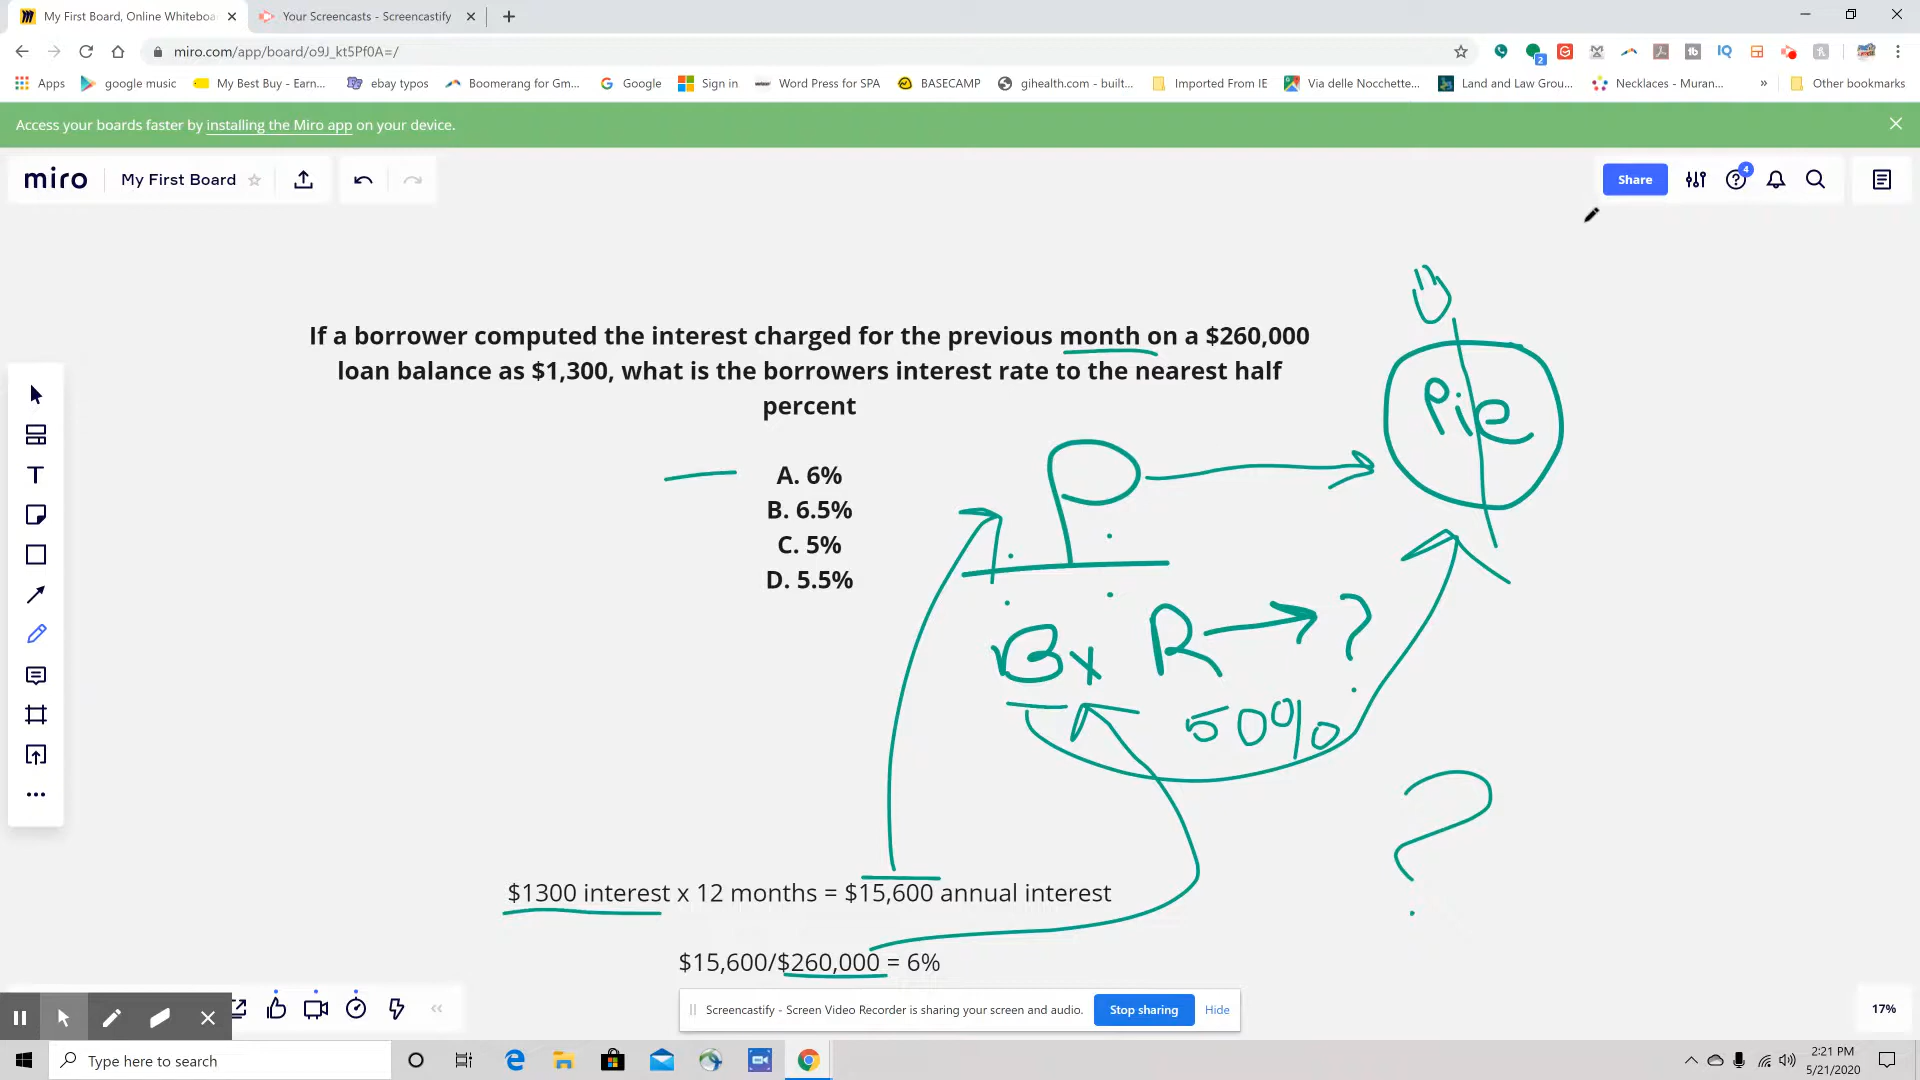 My First Board, Online Whiteboa
Your Screencasts - Screencastify
miro.com/app/board/o9J_kt5Pf0A=/
2
Apps
google music
My Best Buy - Earn...
ebay typos
Boomerang for Gm...
Google
Sign in
Word Press for SPA
BASECAMP
gihealth.com - built...
Imported From IE
Via delle Nocchette...
Land and Law Grou...
Necklaces - Muran...
»
Other bookmarks
Access your boards faster by installing the Miro app on your device.
miro
My First Board
Share
4
If a borrower computed the interest charged for the previous month on a $260,000
loan balance as $1,300, what is the borrowers interest rate to the nearest half
percent
A. 6%
B. 6.5%
C. 5%
D. 5.5%
Pie
P
B x R ?
50%
?
$1300 interest x 12 months = $15,600 annual interest
$15,600/$260,000 = 6%
Screencastify - Screen Video Recorder is sharing your screen and audio.
Stop sharing
Hide
17%
Type here to search
2:21 PM
5/21/2020